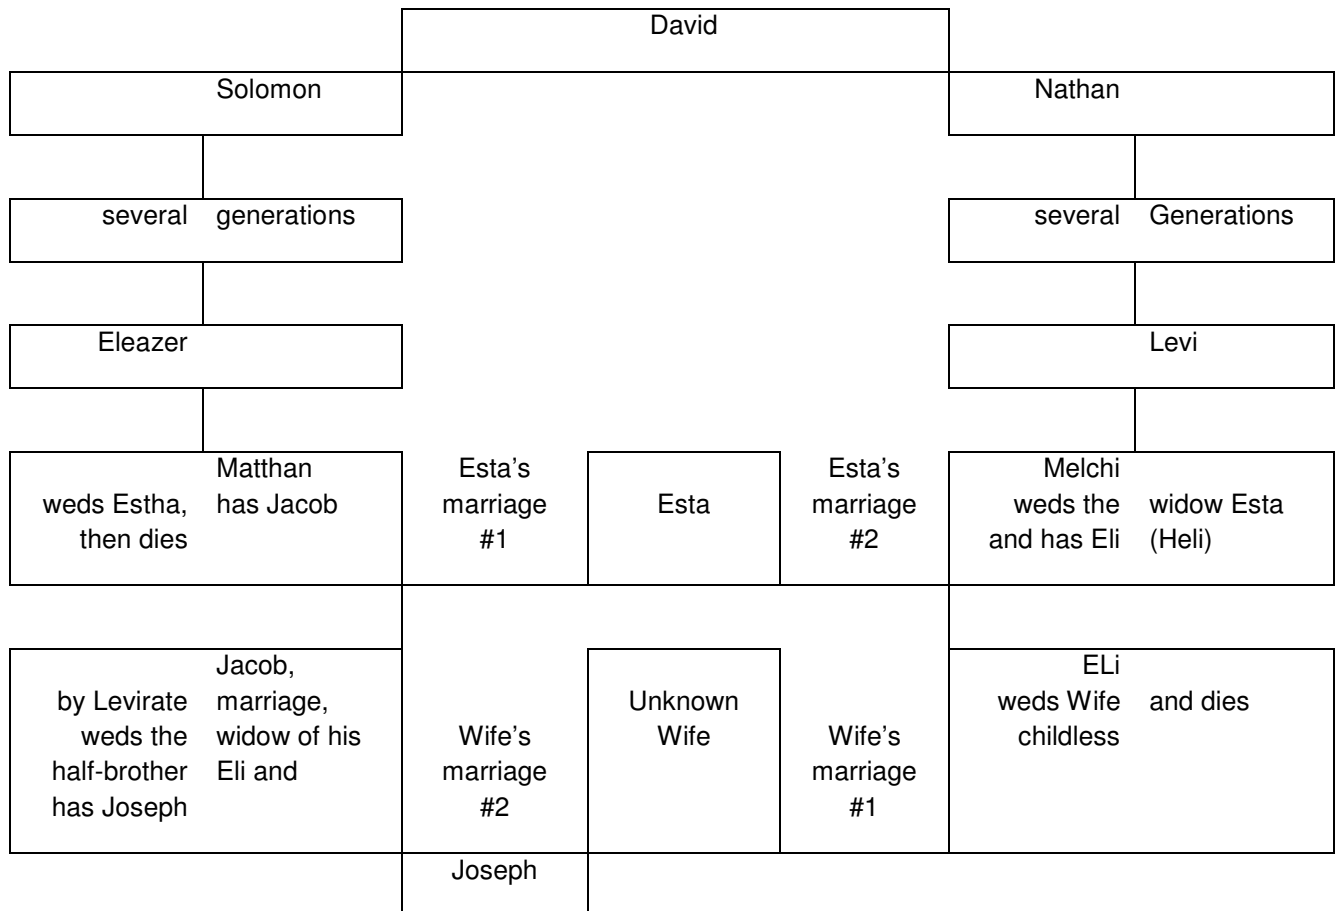 David
Solomon
Nathan
several generations
several Generations
Eleazer
Levi
Matthan
weds Estha, has Jacob
then dies
Esta's
marriage
#1
Esta
Esta's
marriage
#2
Melchi
weds the widow Esta
and has Eli (Heli)
Jacob,
by Levirate marriage,
weds the widow of his
half-brother Eli and
has Joseph
Wife's
marriage
#2
Unknown
Wife
Wife's
marriage
#1
ELi
weds Wife and dies
childless
Joseph